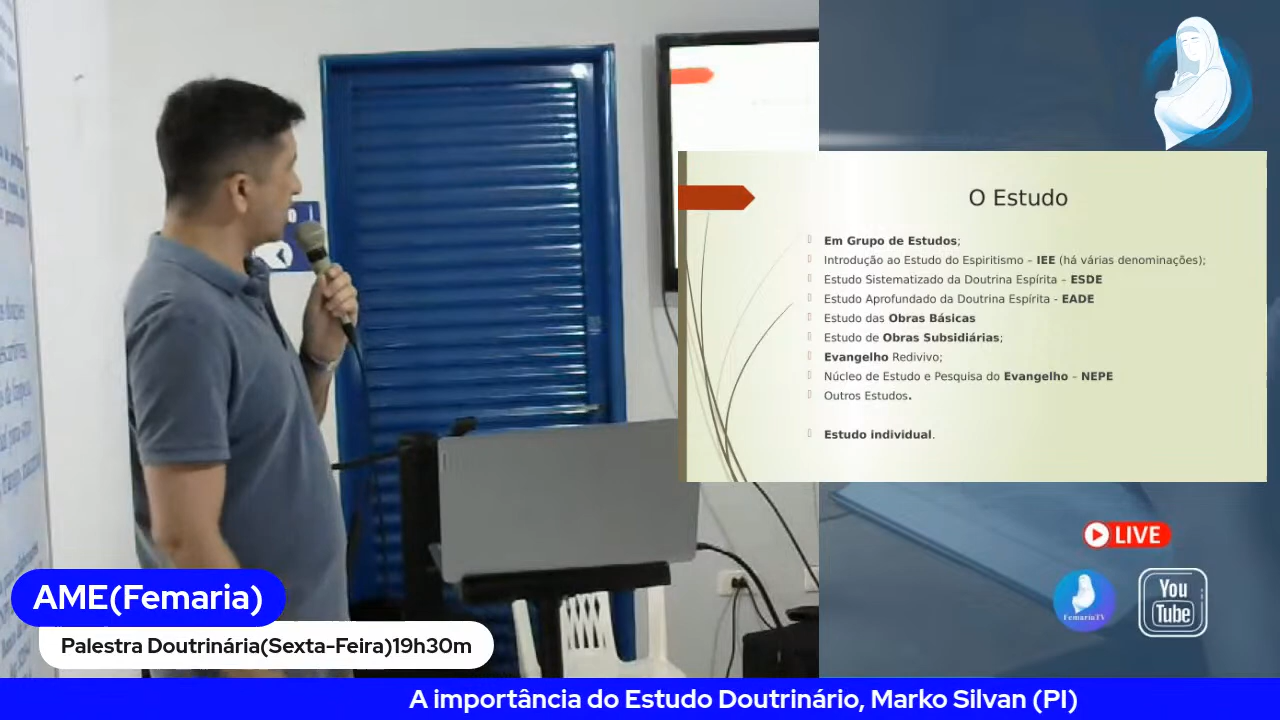 O Estudo
Em Grupo de Estudos;
Introdução ao Estudo do Espiritismo – IEE (há várias denominações);
Estudo Sistematizado da Doutrina Espírita – ESDE
Estudo Aprofundado da Doutrina Espírita - EADE
Estudo das Obras Básicas
Estudo de Obras Subsidiárias;
Evangelho Redivivo;
Núcleo de Estudo e Pesquisa do Evangelho – NEPE
Outros Estudos.
Estudo individual.
LIVE
FemariaTV
You
Tube
AME(Femaria)
Palestra Doutrinária(Sexta-Feira)19h30m
A importância do Estudo Doutrinário, Marko Silvan (PI)